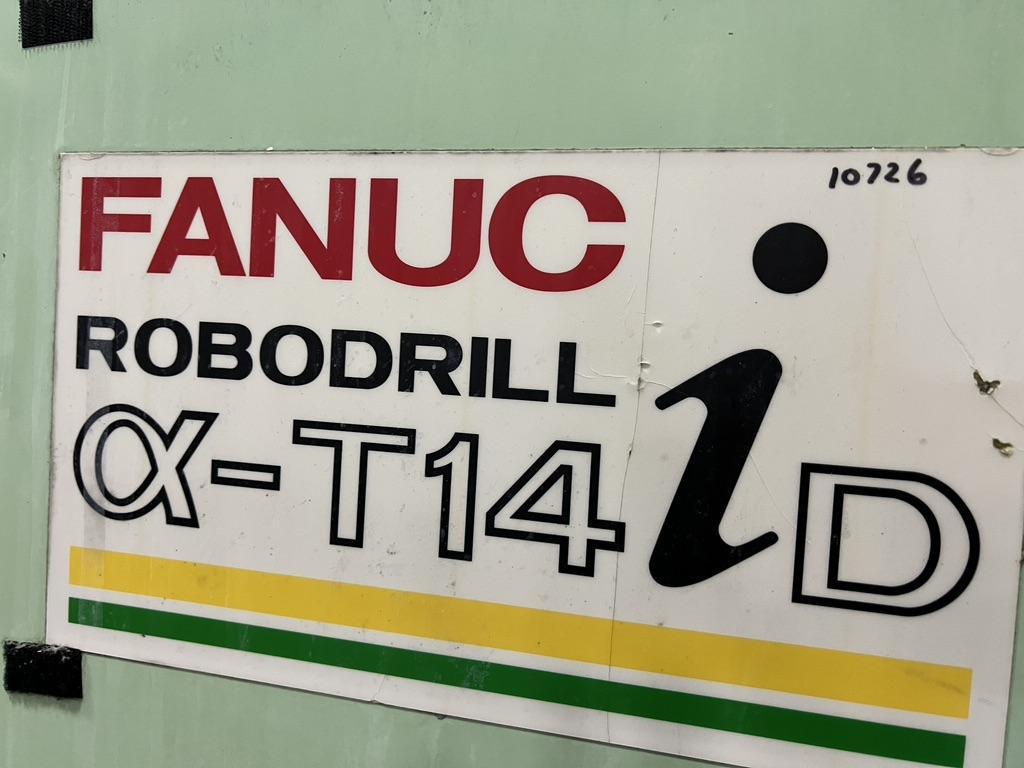 10726
FANUC
ROBODRILL
α-T14iD